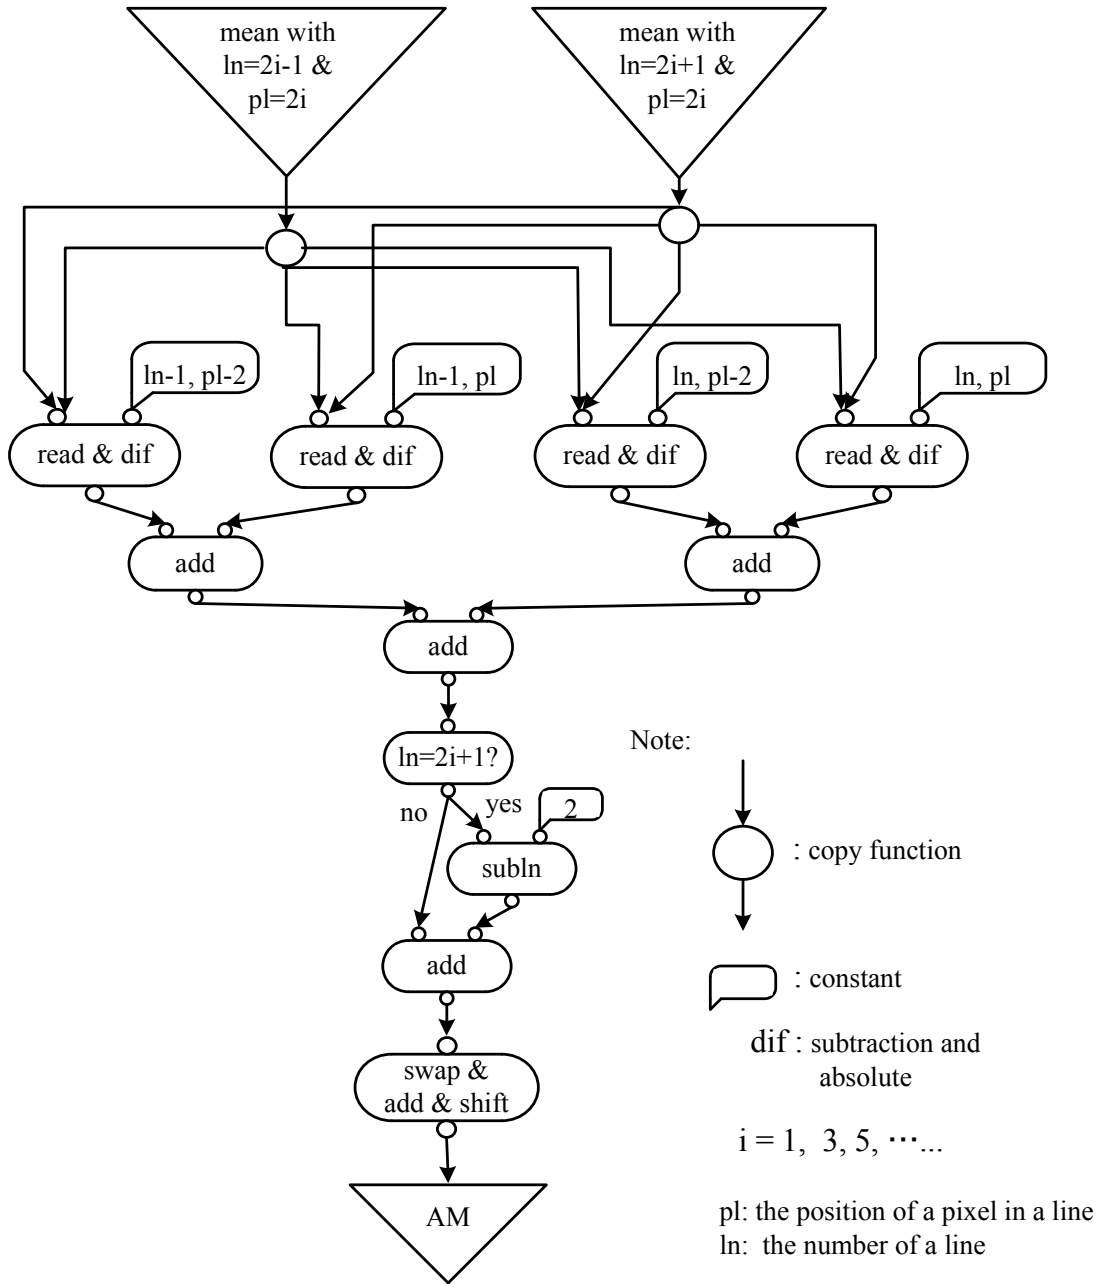 mean with
ln=2i-1 &
pl=2i
mean with
ln=2i+1 &
pl=2i
ln-1, pl-2
ln-1, pl
ln, pl-2
ln, pl
read & dif
read & dif
read & dif
read & dif
add
add
add
ln=2i+1?
no
yes
2
subln
add
swap &
add & shift
AM
Note:
: copy function
: constant
dif : subtraction and
absolute
i = 1, 3, 5, ···...
pl: the position of a pixel in a line
ln: the number of a line